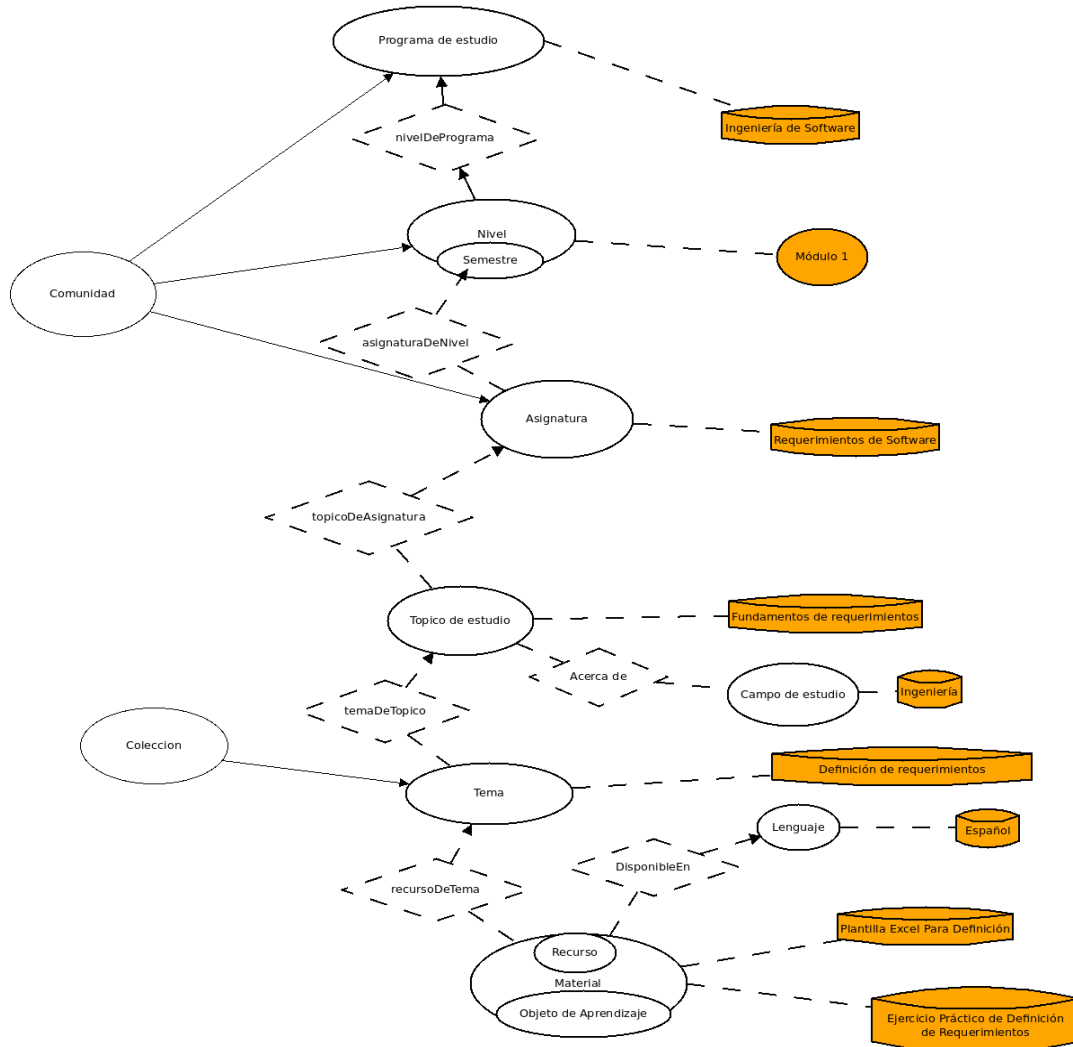 Programa de estudio
Ingeniería de Software
nivelDePrograma
Nivel
Semestre
Módulo 1
Comunidad
asignaturaDeNivel
Asignatura
Requerimientos de Software
topicoDeAsignatura
Topico de estudio
Fundamentos de requerimientos
Acerca de
Campo de estudio
Ingeniería
temaDeTopico
Coleccion
Tema
Definición de requerimientos
Lenguaje
Español
DisponibleEn
recursoDeTema
Recurso
Material
Objeto de Aprendizaje
Plantilla Excel Para Definición
Ejercicio Práctico de Definición
de Requerimientos